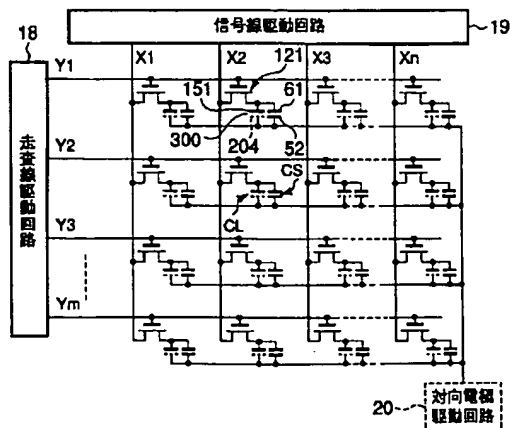 信号線駆動回路
19
18
X1
X2
X3
Xn
121
Y1
151
61
300
204
52
走査線駆動回路
Y2
CS
CL
Y3
Ym
20
対向電極
駆動回路